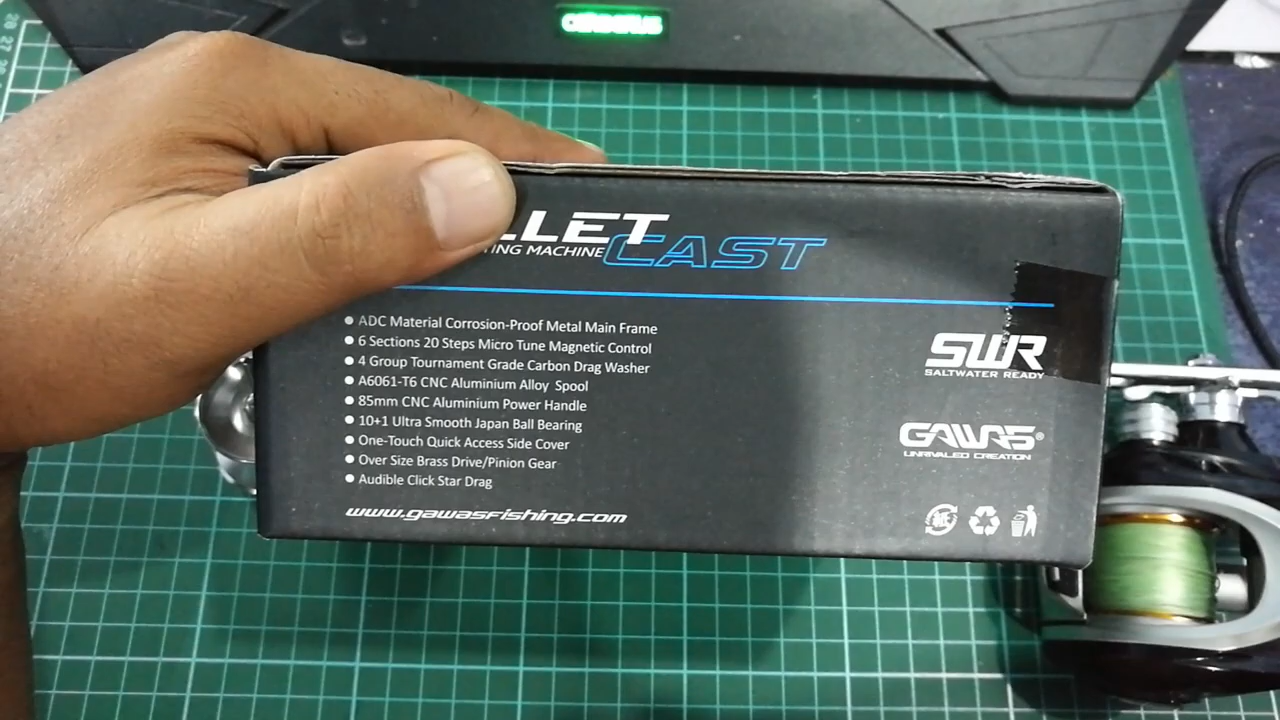 LLET
TING MACHINE
CAST
ADC Material Corrosion-Proof Metal Main Frame
6 Sections 20 Steps Micro Tune Magnetic Control
4 Group Tournament Grade Carbon Drag Washer
A6061-T6 CNC Aluminium Alloy Spool
85mm CNC Aluminium Power Handle
10+1 Ultra Smooth Japan Ball Bearing
One-Touch Quick Access Side Cover
Over Size Brass Drive/Pinion Gear
Audible Click Star Drag
www.gawasfishing.com
SWR
SALTWATER READY
GAWAS®
UNRIVALED CREATION
紙